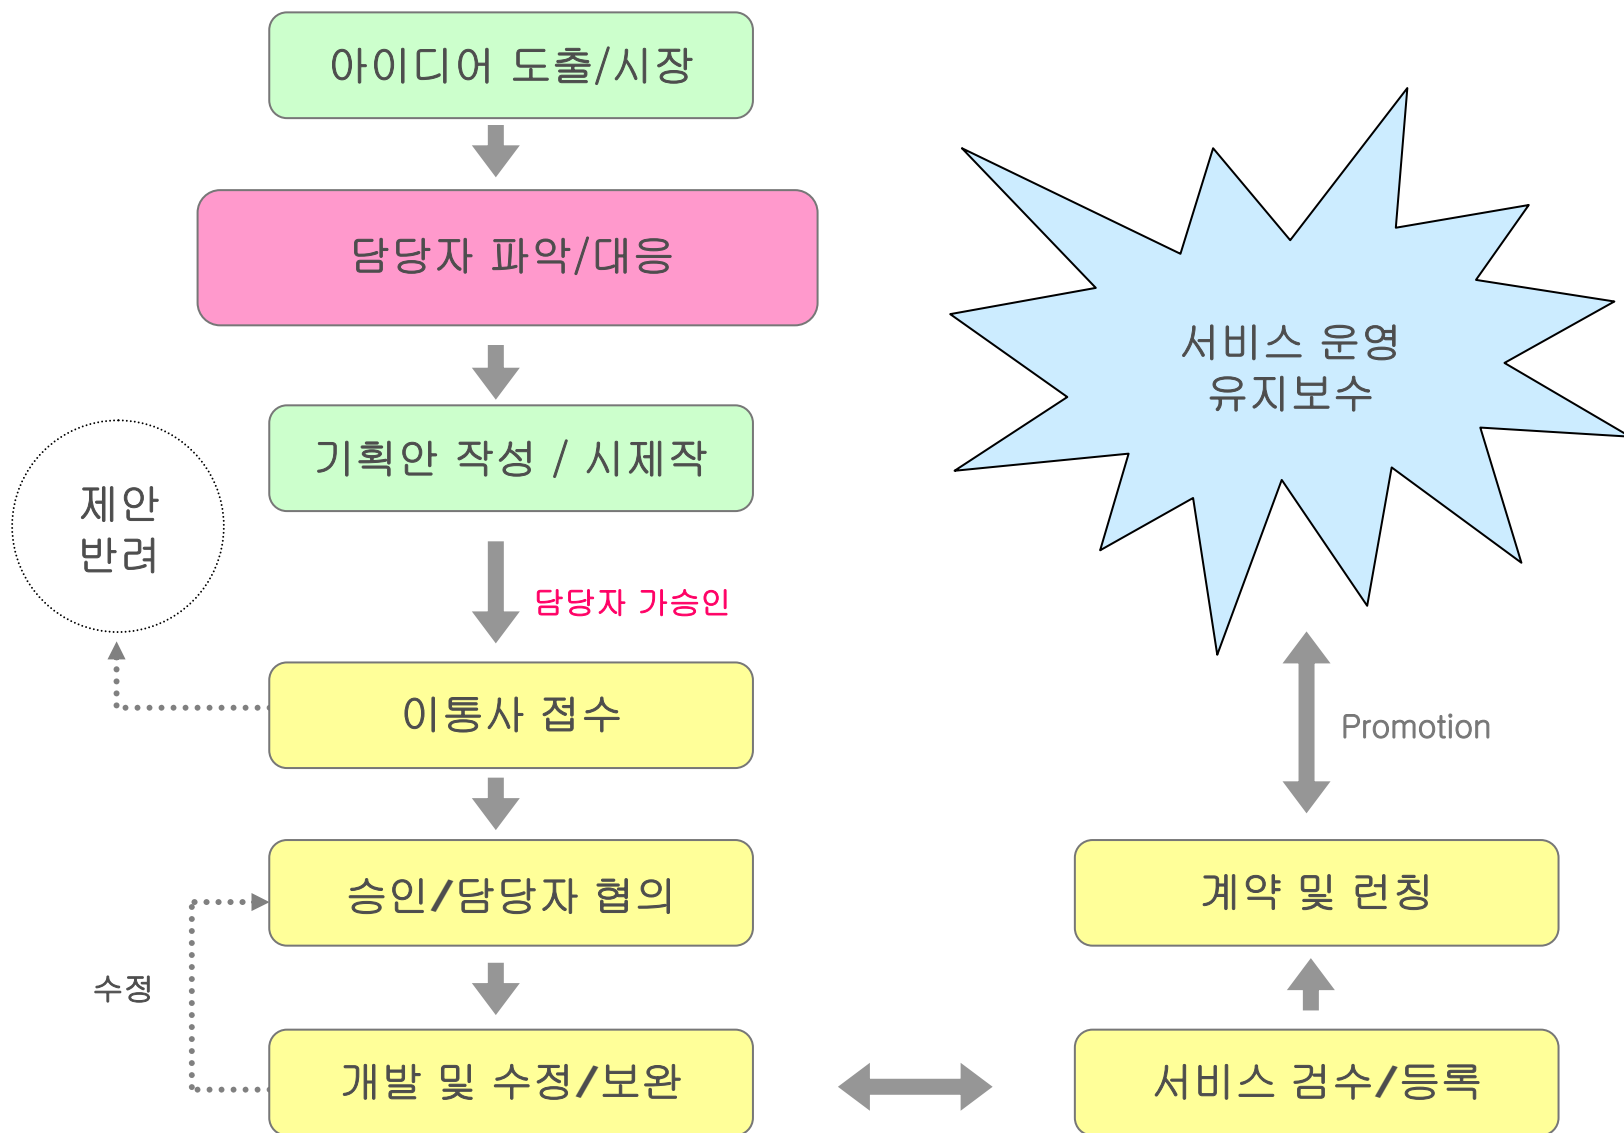 아이디어 도출/시장
담당자 파악/대응
기획안 작성 / 시제작
제안
반려
담당자 가승인
이통사 접수
승인/담당자 협의
수정
개발 및 수정/보완
서비스 운영
유지보수
Promotion
계약 및 런칭
서비스 검수/등록